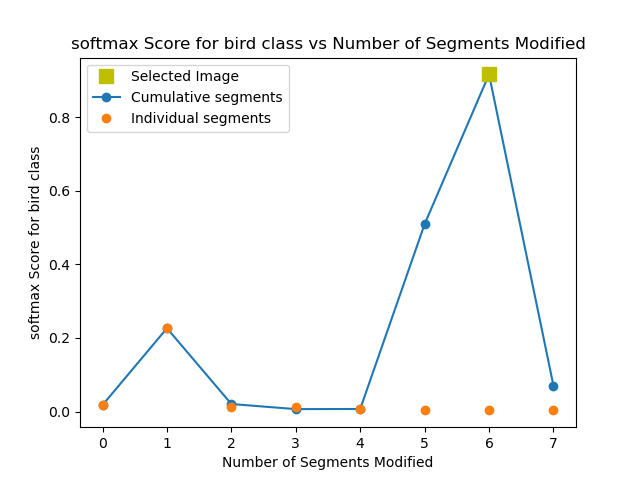 softmax Score for bird class vs Number of Segments Modified
Selected Image
Cumulative segments
Individual segments
softmax Score for bird class
0.8
0.6
0.4
0.2
0.0
0 1 2 3 4 5 6 7
Number of Segments Modified